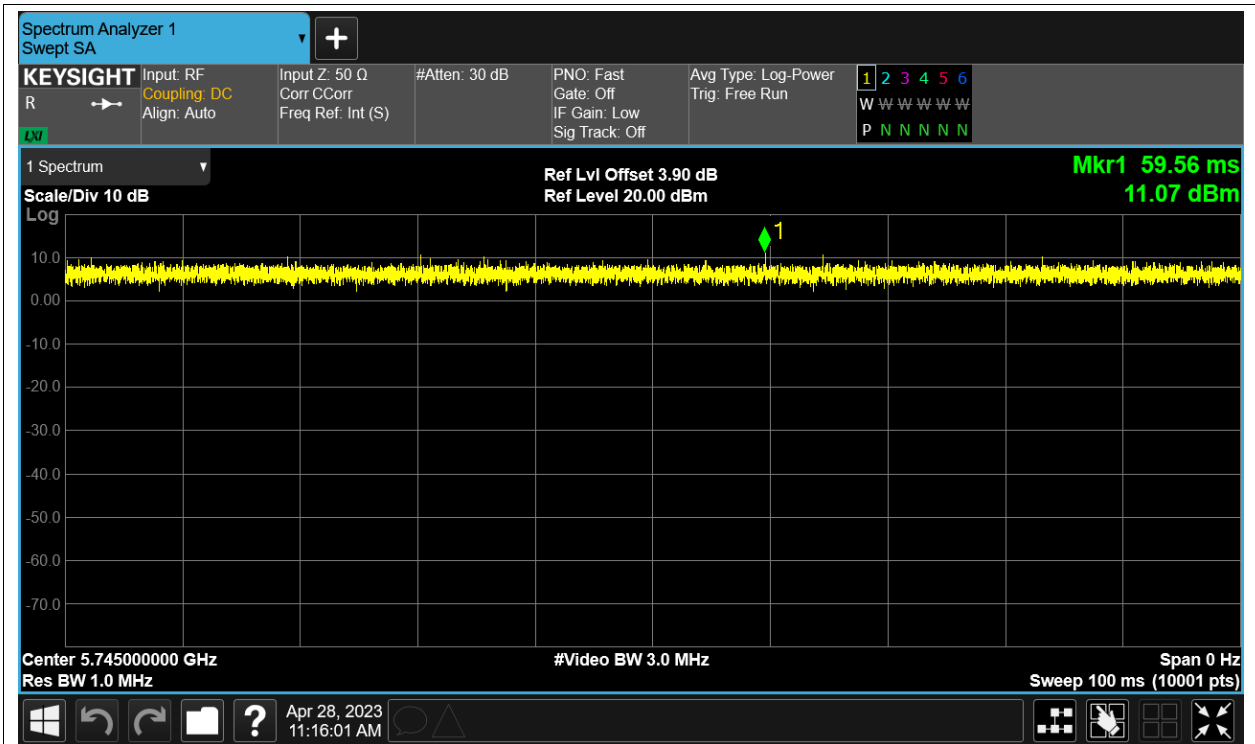 Spectrum Analyzer 1
Swept SA
KEYSIGHT
R
LXI
Input: RF
Coupling: DC
Align: Auto
Input Z: 50 Ω
Corr CCorr
Freq Ref: Int (S)
#Atten: 30 dB
PNO: Fast
Gate: Off
IF Gain: Low
Sig Track: Off
Avg Type: Log-Power
Trig: Free Run
1 2 3 4 5 6
W W W W W W
P N N N N N
1 Spectrum
Scale/Div 10 dB
Ref Lvl Offset 3.90 dB
Ref Level 20.00 dBm
Mkr1 59.56 ms
11.07 dBm
Log
1
10.0
0.00
-10.0
-20.0
-30.0
-40.0
-50.0
-60.0
-70.0
Center 5.745000000 GHz
Res BW 1.0 MHz
#Video BW 3.0 MHz
Span 0 Hz
Sweep 100 ms (10001 pts)
?
Apr 28, 2023
11:16:01 AM